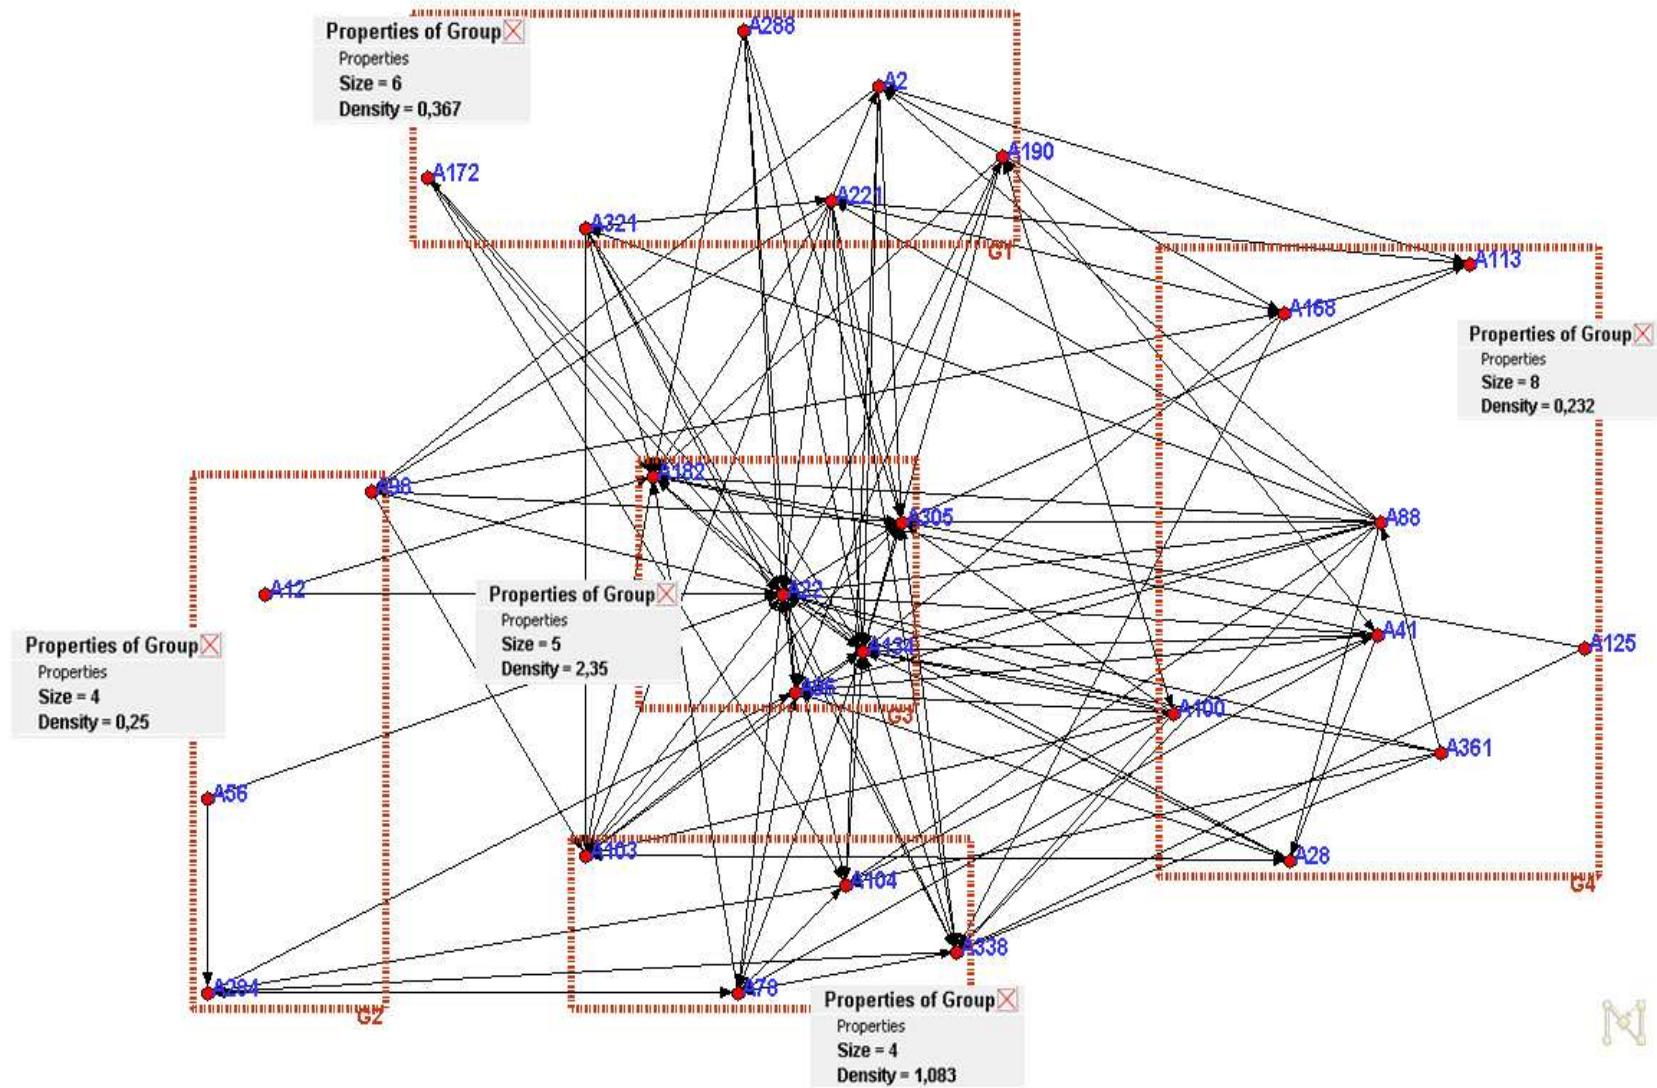 Properties of Group
Properties
Size = 6
Density = 0,367
A288
A2
A190
A172
A221
A321
G1
A113
A168
Properties of Group
Properties
Size = 8
Density = 0,232
A98
A182
A305
A88
A12
A22
Properties of Group
Properties
Size = 5
Density = 2,35
A134
A41
A125
Properties of Group
Properties
Size = 4
Density = 0,25
G3
A100
A361
A56
A103
A28
A104
G4
A338
A284
A78
G2
Properties of Group
Properties
Size = 4
Density = 1,083